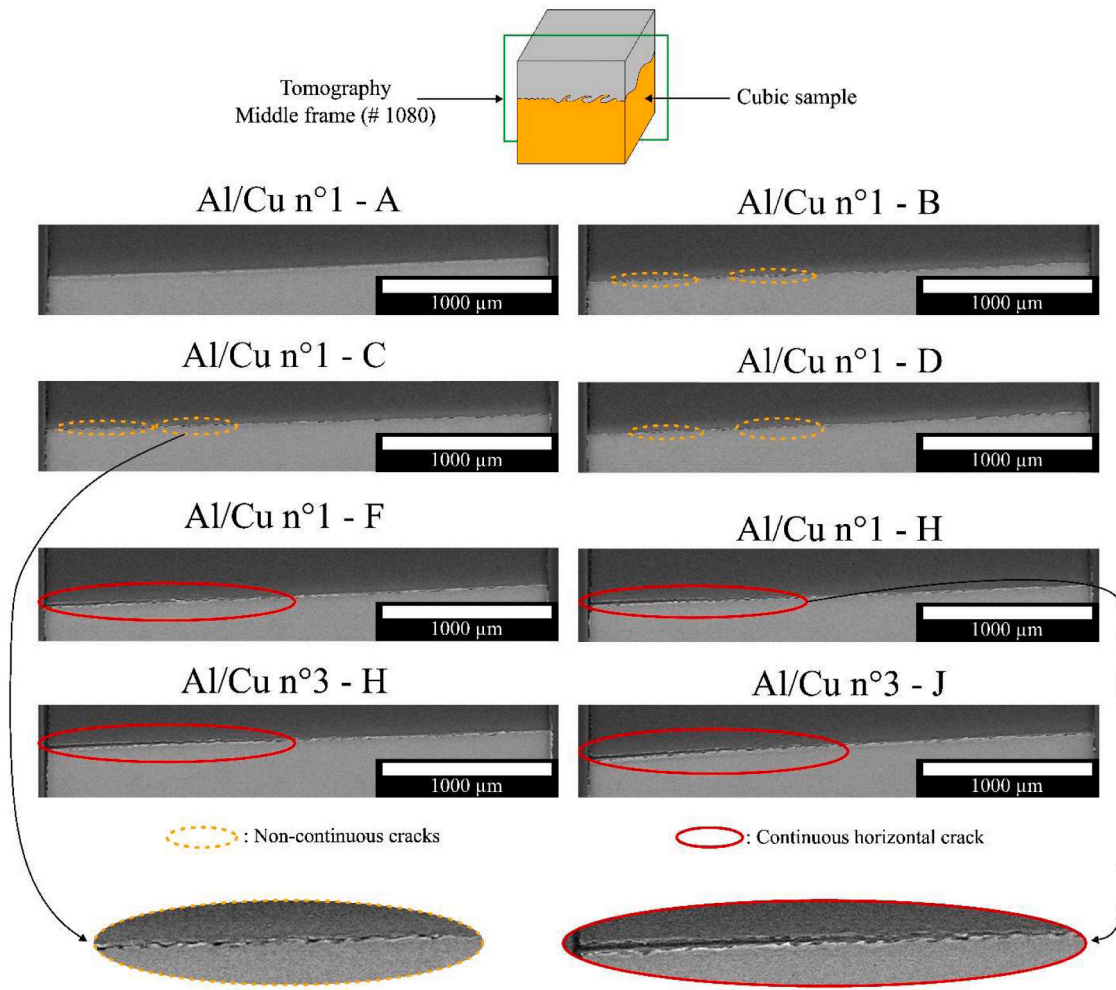 Tomography
Middle frame (# 1080)
Cubic sample
Al/Cu n°1 - A
Al/Cu n°1 - B
1000 µm
1000 µm
Al/Cu n°1 - C
Al/Cu n°1 - D
1000 µm
1000 µm
Al/Cu n°1 - F
Al/Cu n°1 - H
1000 µm
1000 µm
Al/Cu n°3 - H
Al/Cu n°3 - J
1000 µm
1000 µm
: Non-continuous cracks
: Continuous horizontal crack